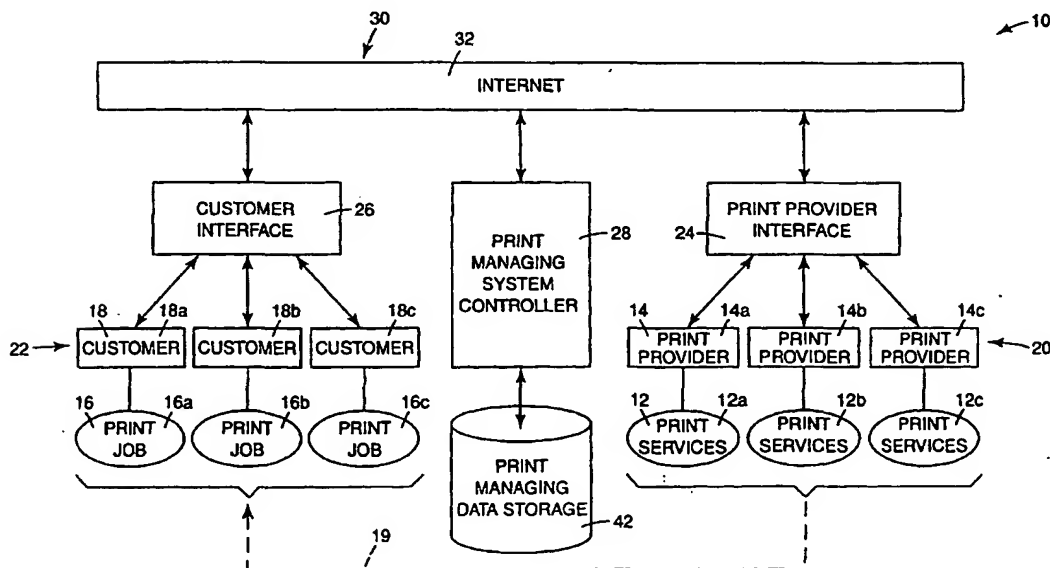 10
30
32
INTERNET
CUSTOMER
INTERFACE
26
PRINT
MANAGING
SYSTEM
CONTROLLER
28
PRINT PROVIDER
INTERFACE
24
22
18 18a
CUSTOMER
18b
CUSTOMER
18c
CUSTOMER
14 14a
PRINT
PROVIDER
14b
PRINT
PROVIDER
14c
PRINT
PROVIDER
20
16 16a
PRINT
JOB
16b
PRINT
JOB
16c
PRINT
JOB
PRINT
MANAGING
DATA STORAGE
42
12 12a
PRINT
SERVICES
12b
PRINT
SERVICES
12c
PRINT
SERVICES
19